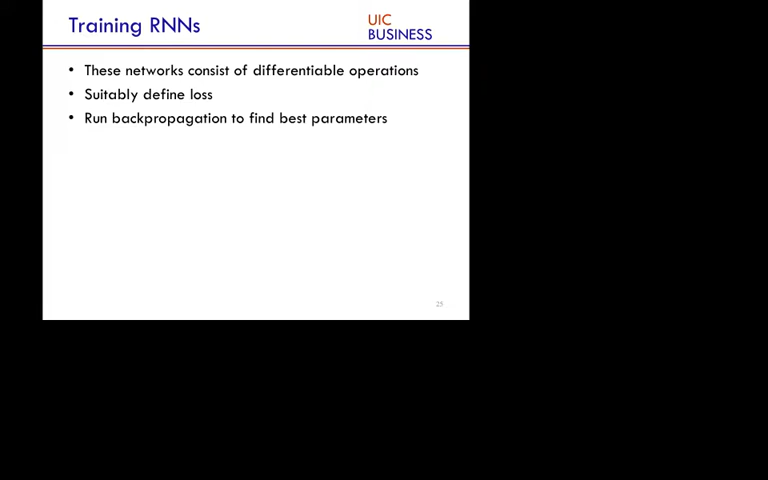 Training RNNs
UIC
BUSINESS
• These networks consist of differentiable operations
• Suitably define loss
• Run backpropagation to find best parameters
25